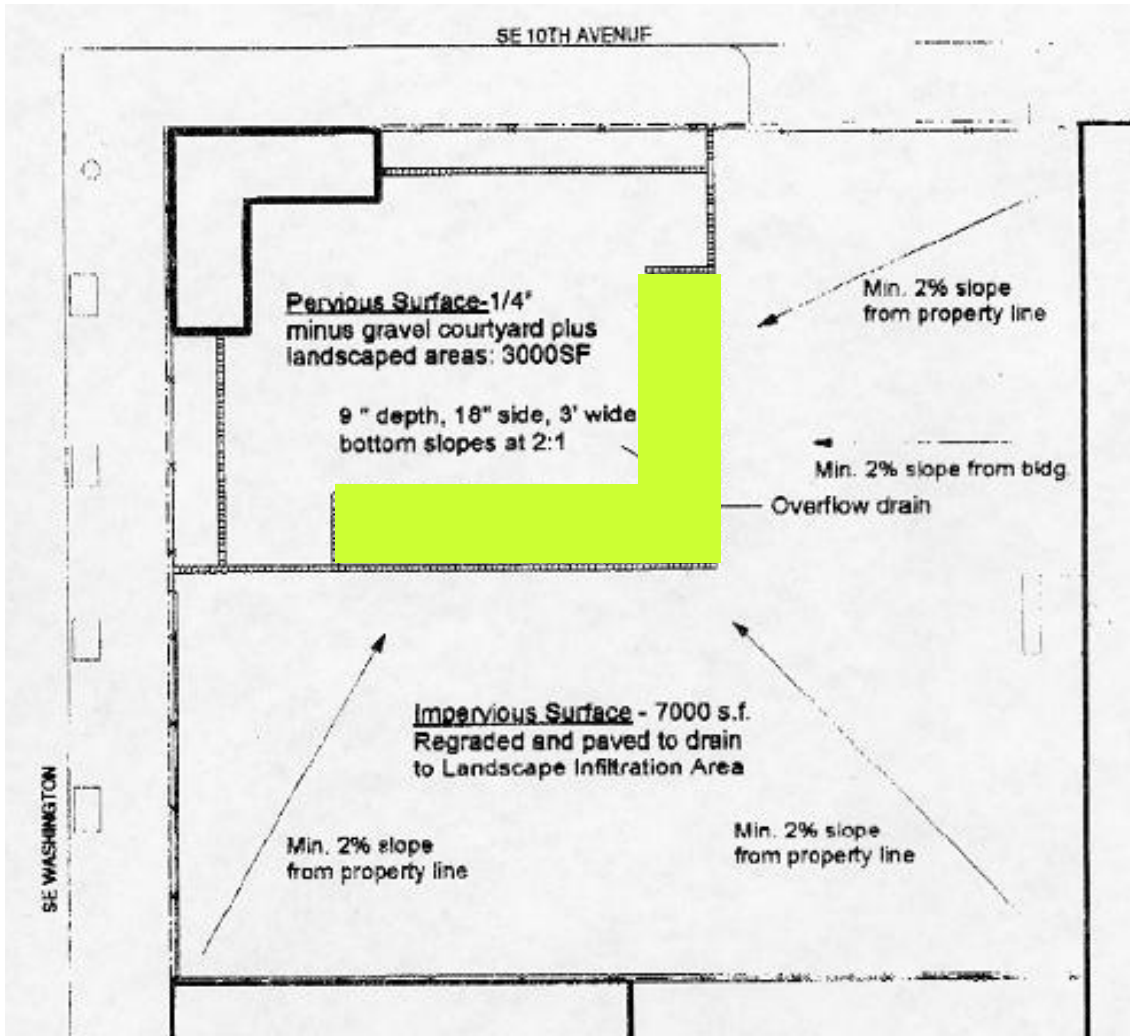 SE 10TH AVENUE
Pervious Surface-1/4"
minus gravel courtyard plus
landscaped areas: 3000SF
9 " depth, 18" side, 3' wide
bottom slopes at 2:1
Min. 2% slope
from property line
Min. 2% slope from bldg.
Overflow drain
Impervious Surface - 7000 s.f.
Regraded and paved to drain
to Landscape Infiltration Area
Min. 2% slope
from property line
Min. 2% slope
from property line
SE WASHINGTON